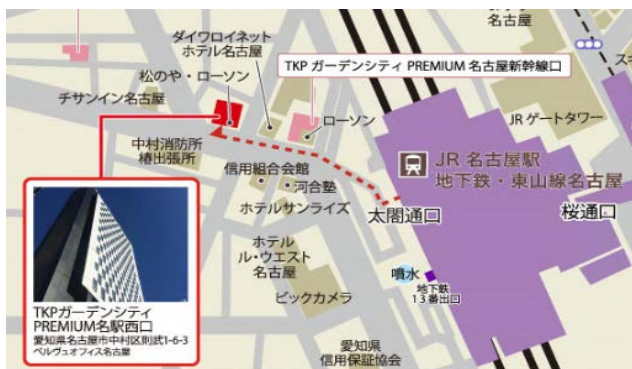 ダイワロイネット
ホテル名古屋
松のや・ローソン
TKP ガーデンシティ PREMIUM 名古屋新幹線口
チサンイン名古屋
ローソン
JRゲートタワー
中村消防所
椿出張所
信用組合会館
河合塾
ホテルサンライズ
JR 名古屋駅
地下鉄・東山線名古屋
太閤通口
桜通口
ホテル
ル・ウエスト
名古屋
噴水
地下鉄
13番出口
ビックカメラ
愛知県
信用保証協会
TKPガーデンシティ
PREMIUM名駅西口
愛知県名古屋市中村区則武1-6-3
ベルヴュオフィス名古屋